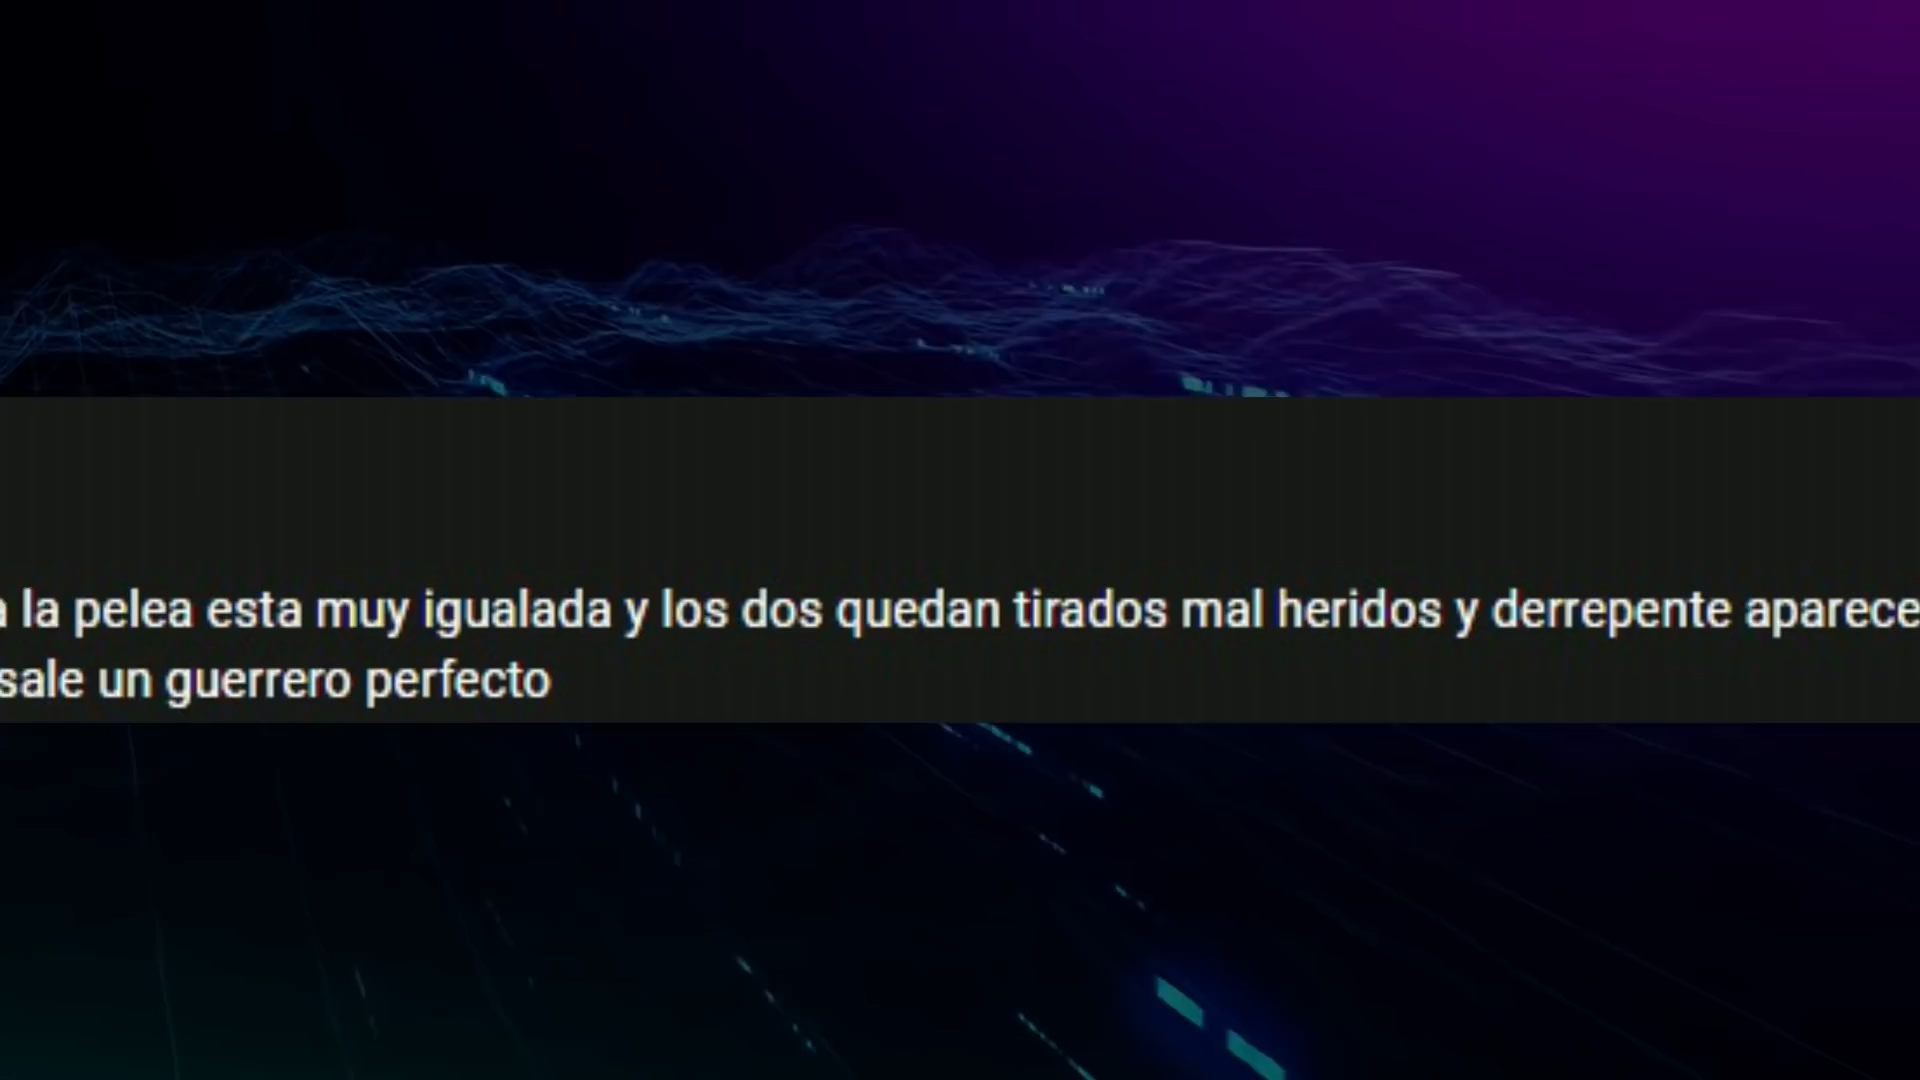 a la pelea esta muy igualada y los dos quedan tirados mal heridos y derrepente aparece
sale un guerrero perfecto